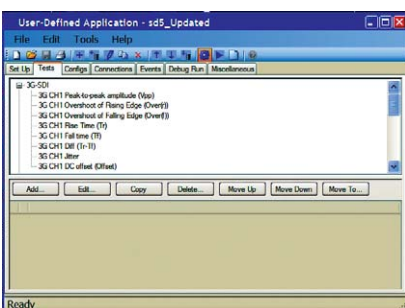 User-Defined Application - sd5_Updated
File Edit Tools Help
Set Up Tests Configs Connections Events Debug Run Miscellaneous
3G-SDI
3G CH1 Peak-to-peak amplitude (Vpp)
3G CH1 Overshoot of Rising Edge (Over(r))
3G CH1 Overshoot of Falling Edge (Over(f))
3G CH1 Rise Time (Tr)
3G CH1 Fall time (Tf)
3G CH1 Diff (Tr-Tf)
3G CH1 Jitter
3G CH1 DC offset (Offset)
Add... Edit... Copy Delete... Move Up Move Down Move To...
Ready